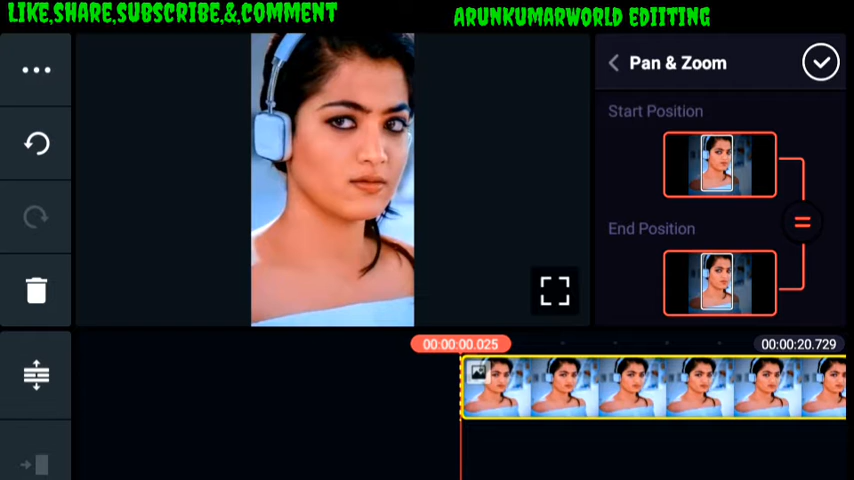 LIKE,SHARE,SUBSCRIBE,&,COMMENT
ARUNKUMARWORLD EDIITING
Pan & Zoom
Start Position
End Position
00:00:00.025
00:00:20.729